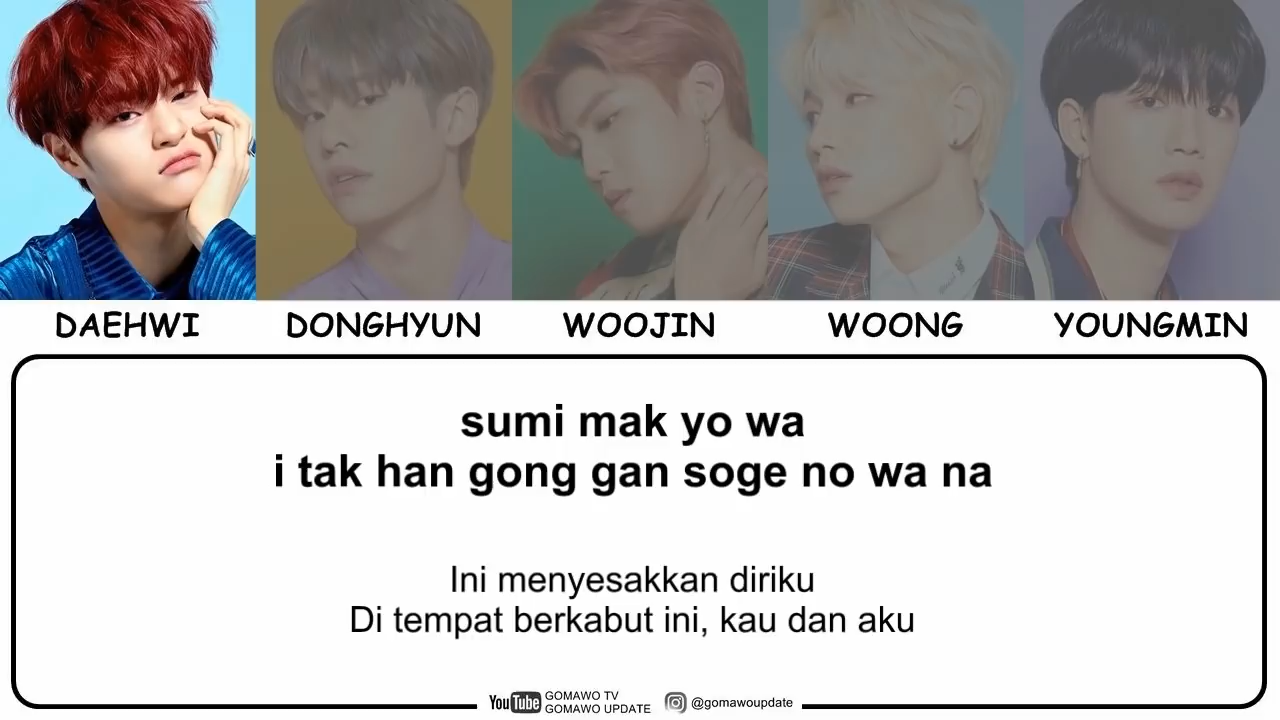 DAEHWI DONGHYUN WOOJIN WOONG YOUNGMIN
sumi mak yo wa
i tak han gong gan soge no wa na
Ini menyesakkan diriku
Di tempat berkabut ini, kau dan aku
YouTube GOMAWO TV
GOMAWO UPDATE
@gomawoupdate